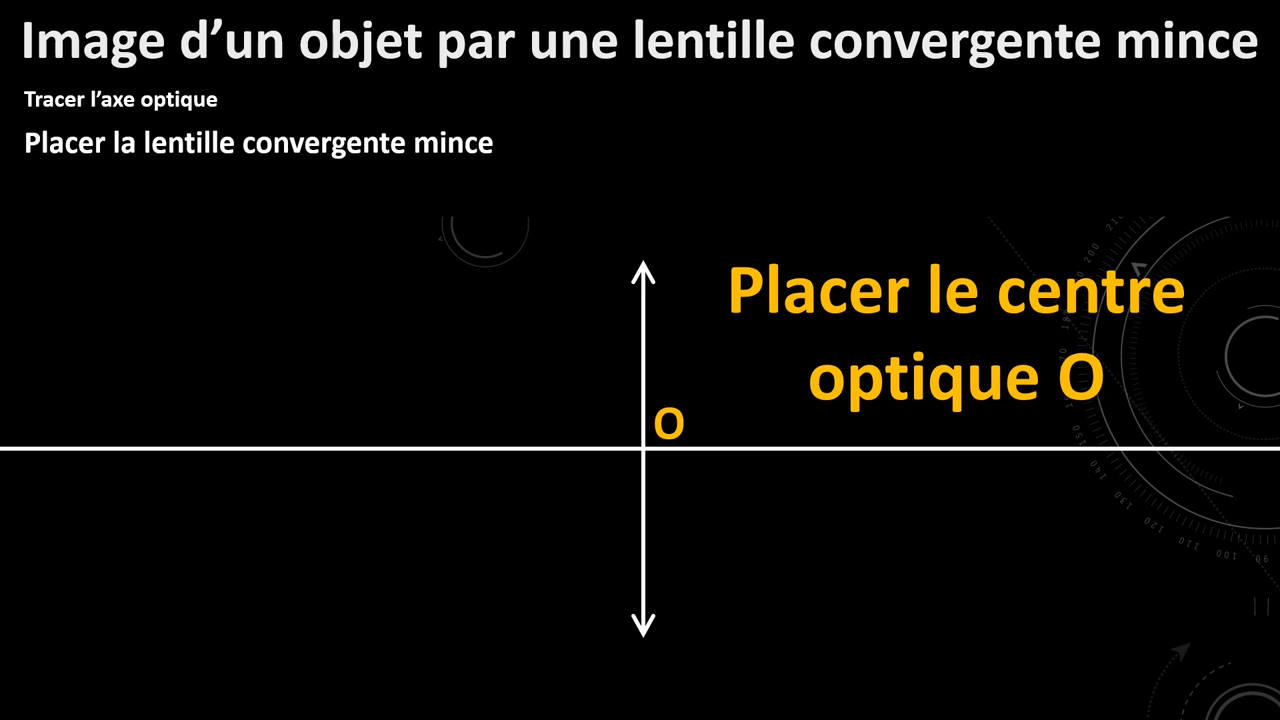 Image d’un objet par une lentille convergente mince
Tracer l’axe optique
Placer la lentille convergente mince
Placer le centre
optique O
O